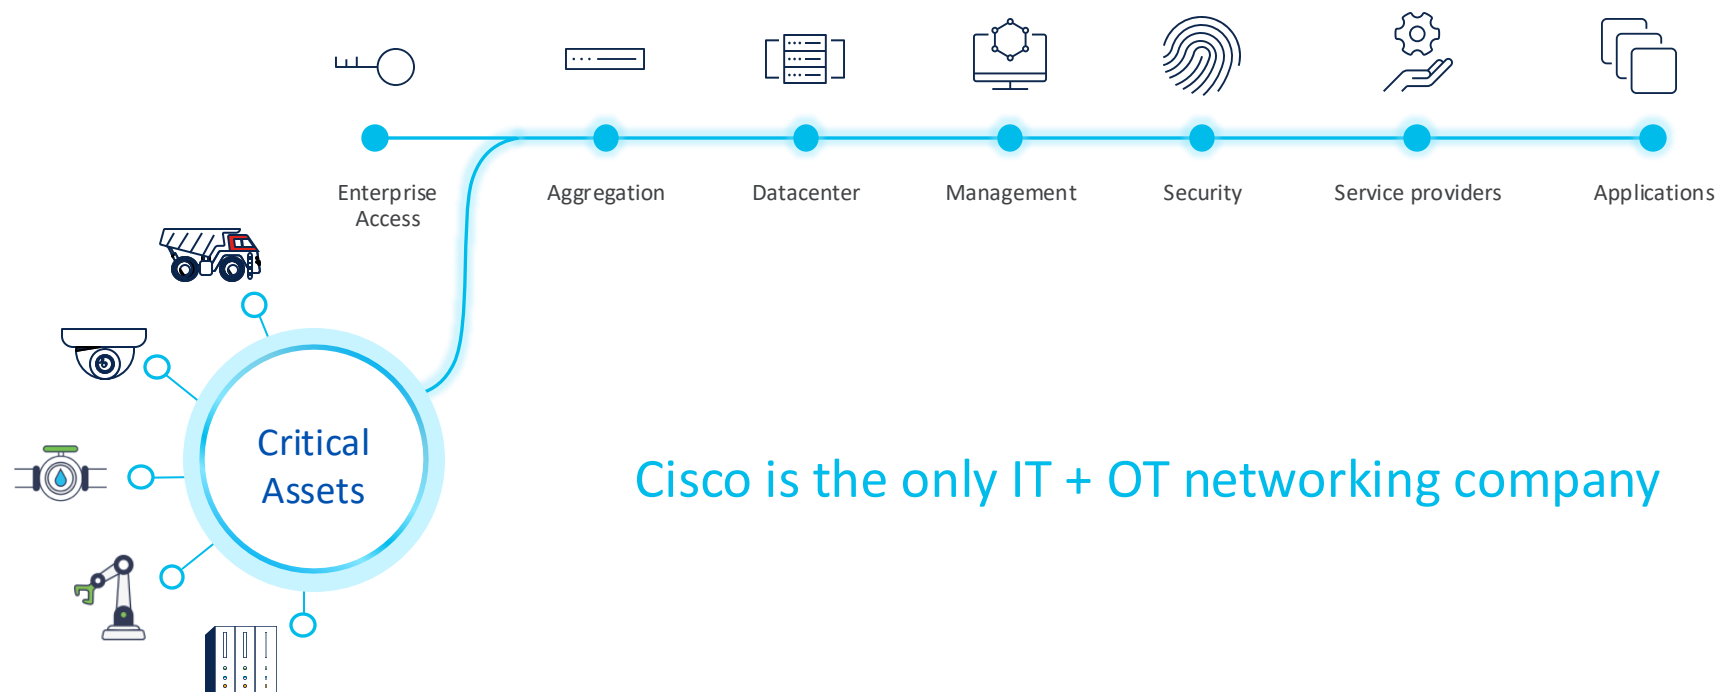 Enterprise
Access
Aggregation
Datacenter
Management
Security
Service providers
Applications
Critical
Assets
Cisco is the only IT + OT networking company